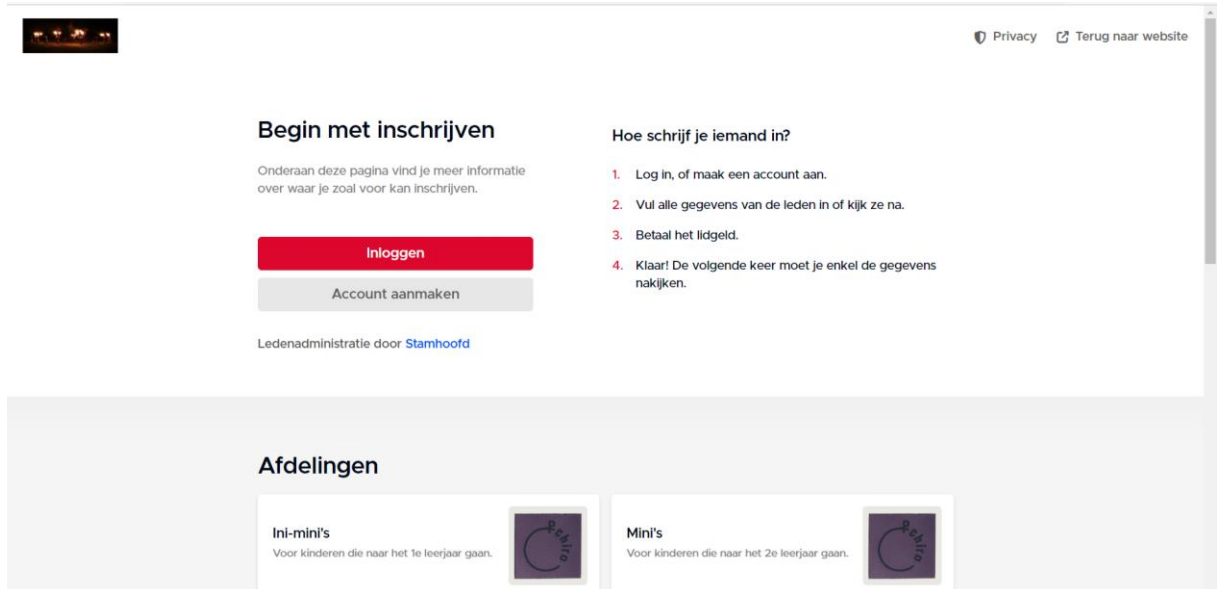 Privacy
Terug naar website
Begin met inschrijven
Onderaan deze pagina vind je meer informatie
over waar je zoal voor kan inschrijven.
Inloggen
Account aanmaken
Ledenadministratie door Stamhoofd
Hoe schrijf je iemand in?
1. Log in, of maak een account aan.
2. Vul alle gegevens van de leden in of kijk ze na.
3. Betaal het lidgeld.
4. Klaar! De volgende keer moet je enkel de gegevens
nakijken.
Afdelingen
Ini-mini's
Voor kinderen die naar het 1e leerjaar gaan.
chiro
Mini's
Voor kinderen die naar het 2e leerjaar gaan.
chiro